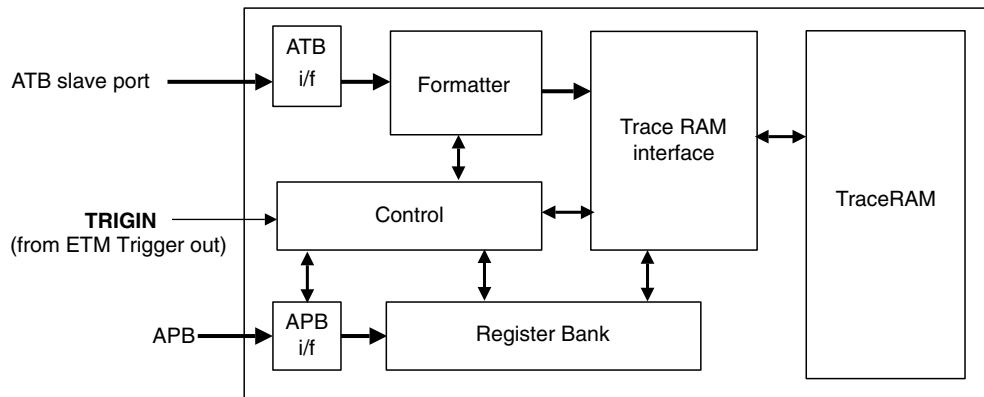 ATB
i/f
ATB slave port
Formatter
Trace RAM
interface
TraceRAM
TRIGIN
(from ETM Trigger out)
Control
APB
APB
i/f
Register Bank